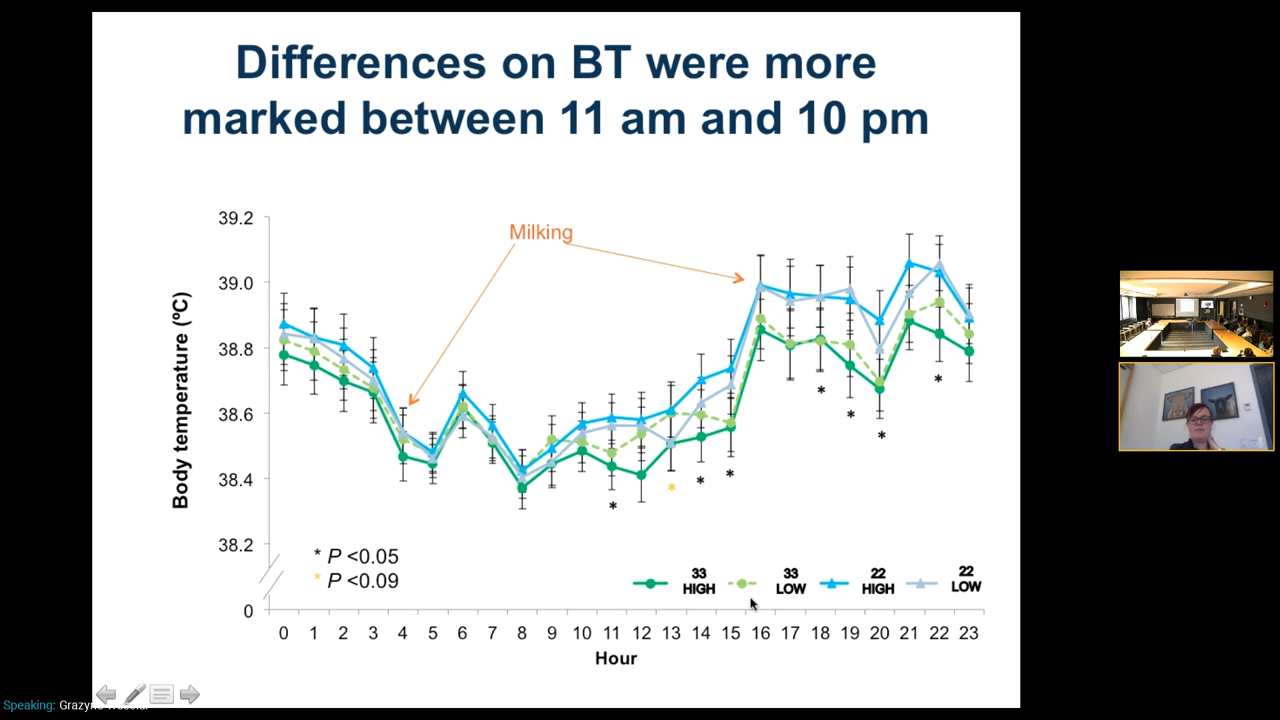 Differences on BT were more
marked between 11 am and 10 pm
Milking
Body temperature (ºC)
39.2
39.0
38.8
38.6
38.4
38.2
0
* * * * * * * *
* P <0.05
* P <0.09
33 HIGH
33 LOW
22 HIGH
22 LOW
0 1 2 3 4 5 6 7 8 9 10 11 12 13 14 15 16 17 18 19 20 21 22 23
Hour
Speaking: